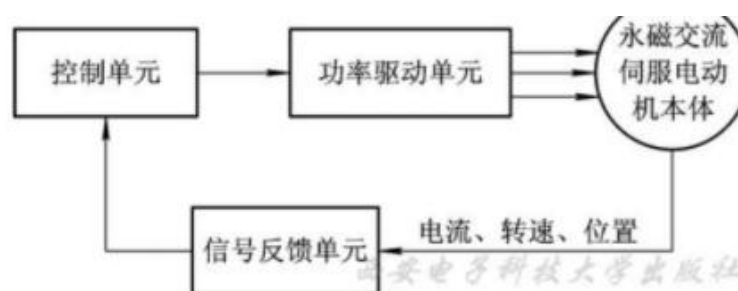 永磁交流
伺服电动
机本体
控制单元
功率驱动单元
电流、转速、位置
信号反馈单元
西安电子科技大学出版社